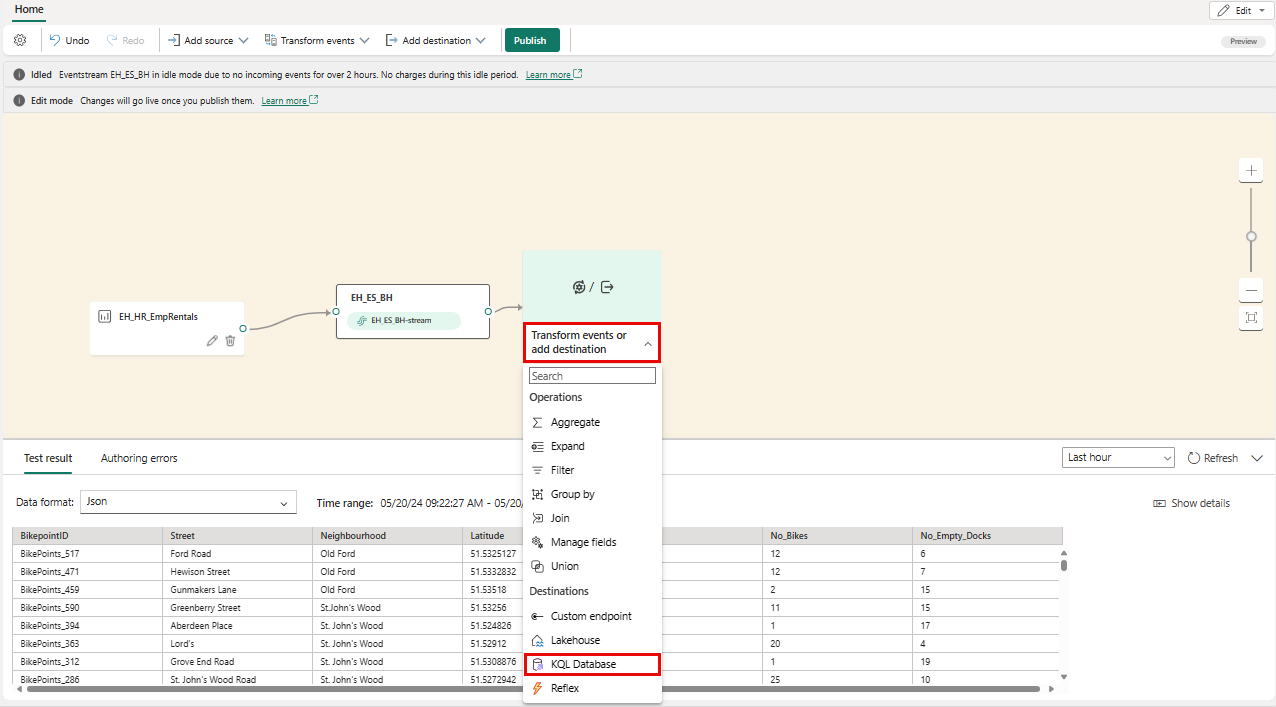 Home
Edit
Undo
Redo
Add source
Transform events
Add destination
Publish
Preview
Idled Eventstream EH_ES_BH in idle mode due to no incoming events for over 2 hours. No charges during this idle period. Learn more
Edit mode Changes will go live once you publish them. Learn more
EH_HR_EmpRentals
EH_ES_BH
EH_ES_BH-stream
/
Transform events or
add destination
Search
Operations
Aggregate
Expand
Filter
Group by
Join
Manage fields
Union
Destinations
Custom endpoint
Lakehouse
KQL Database
Reflex
Test result
Authoring errors
Last hour
Refresh
Data format: Json
Time range: 05/20/24 09:22:27 AM - 05/20/
Show details
BikepointID Street Neighbourhood Latitude No_Bikes No_Empty_Docks
BikePoints_517 Ford Road Old Ford 51.5325127 12 6
BikePoints_471 Hewison Street Old Ford 51.5332832 12 7
BikePoints_459 Gunmakers Lane Old Ford 51.53518 2 15
BikePoints_590 Greenberry Street St.John's Wood 51.53256 11 15
BikePoints_394 Aberdeen Place St. John's Wood 51.524826 1 17
BikePoints_363 Lord's St. John's Wood 51.52912 20 4
BikePoints_312 Grove End Road St. John's Wood 51.5308876 1 19
BikePoints_286 St. John's Wood Road St. John's Wood 51.5272942 25 10